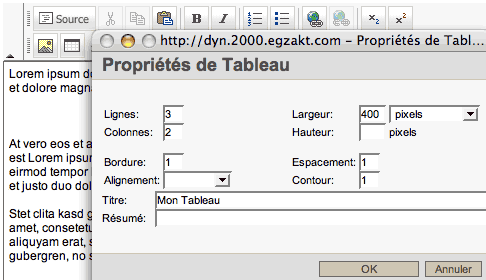 Source
B I
x₂ x²
http://dyn.2000.egzakt.com – Propriétés de Tabl...
Propriétés de Tableau
Lorem ipsum
et dolore magn
Lignes: 3 Largeur: 400 pixels
Colonnes: 2 Hauteur: pixels
At vero eos et a
est Lorem ipsu
eirmod tempor
et justo duo dol
Bordure: 1 Espacement: 1
Alignement: Contour: 1
Titre: Mon Tableau
Résumé:
Stet clita kasd g
amet, consetetu
aliquyam erat, s
gubergren, no s
OK Annuler